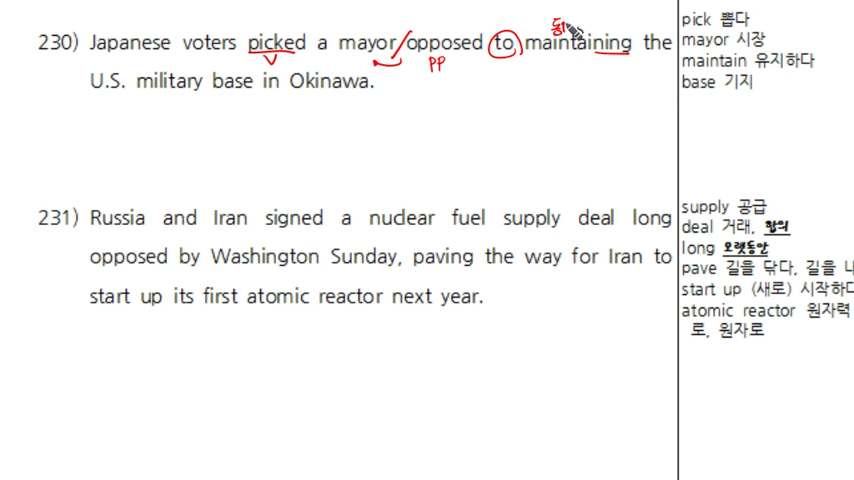 230) Japanese voters picked a mayor opposed to maintaining the
V
PP
U.S. military base in Okinawa.
231) Russia and Iran signed a nuclear fuel supply deal long
opposed by Washington Sunday, paving the way for Iran to
start up its first atomic reactor next year.
pick 뽑다
mayor 시장
maintain 유지하다
base 기지
supply 공급
deal 거래, 합의
long 오랫동안
pave 길을 닦다, 길을 내
start up (새로) 시작하다
atomic reactor 원자력
로, 원자로